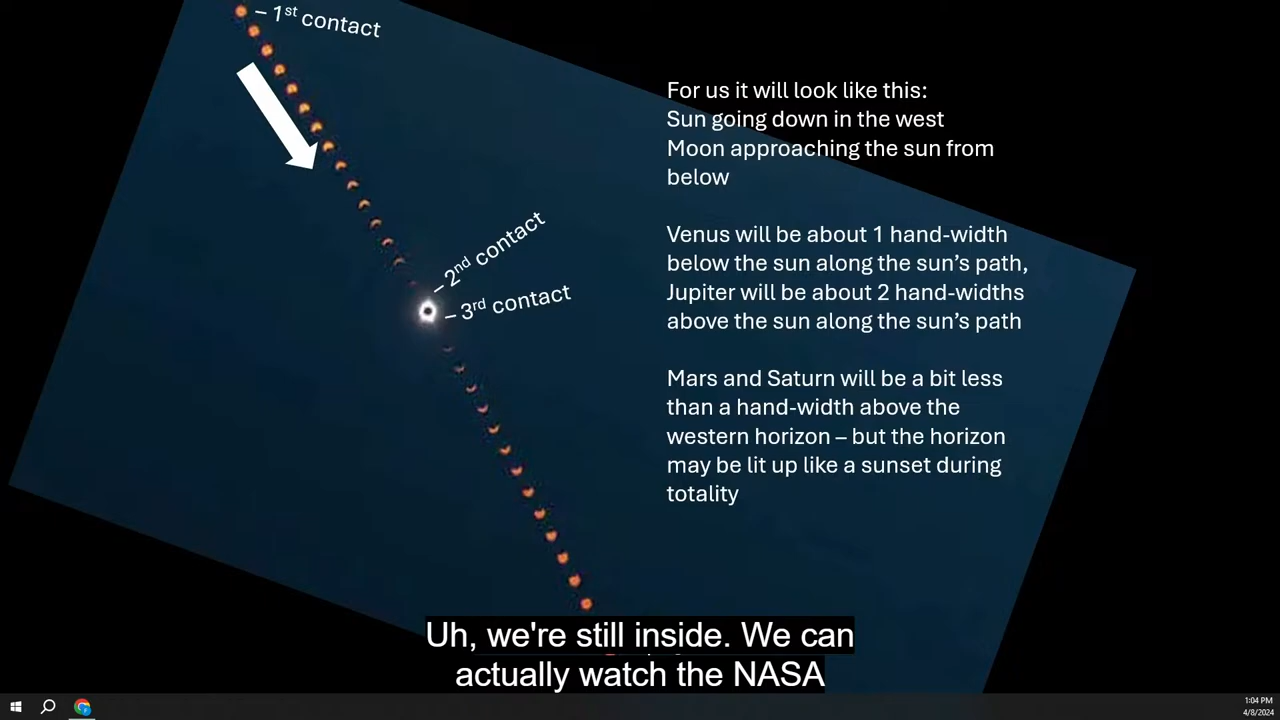 – 1st contact
For us it will look like this:
Sun going down in the west
Moon approaching the sun from
below
– 2nd contact
– 3rd contact
Venus will be about 1 hand-width
below the sun along the sun’s path,
Jupiter will be about 2 hand-widths
above the sun along the sun’s path
Mars and Saturn will be a bit less
than a hand-width above the
western horizon – but the horizon
may be lit up like a sunset during
totality
Uh, we're still inside. We can
actually watch the NASA
1:04 PM
4/8/2024